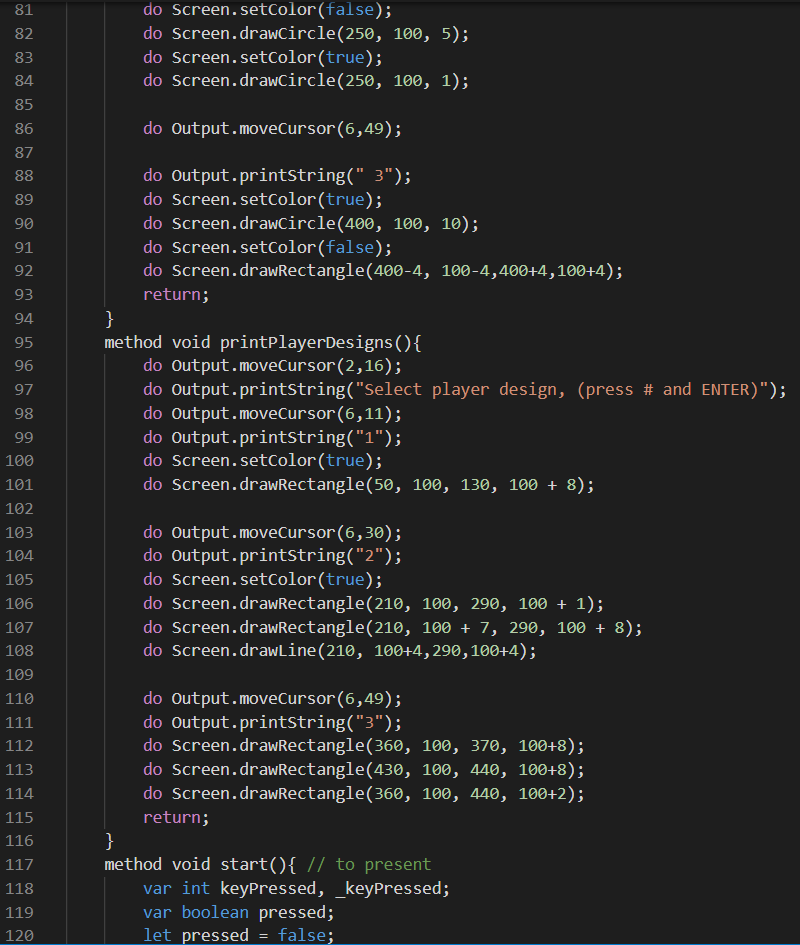 81 do Screen.setColor(false);
82 do Screen.drawCircle(250, 100, 5);
83 do Screen.setColor(true);
84 do Screen.drawCircle(250, 100, 1);
85
86 do Output.moveCursor(6,49);
87
88 do Output.printString(" 3");
89 do Screen.setColor(true);
90 do Screen.drawCircle(400, 100, 10);
91 do Screen.setColor(false);
92 do Screen.drawRectangle(400-4, 100-4,400+4,100+4);
93 return;
94 }
95 method void printPlayerDesigns(){
96 do Output.moveCursor(2,16);
97 do Output.printString("Select player design, (press # and ENTER)");
98 do Output.moveCursor(6,11);
99 do Output.printString("1");
100 do Screen.setColor(true);
101 do Screen.drawRectangle(50, 100, 130, 100 + 8);
102
103 do Output.moveCursor(6,30);
104 do Output.printString("2");
105 do Screen.setColor(true);
106 do Screen.drawRectangle(210, 100, 290, 100 + 1);
107 do Screen.drawRectangle(210, 100 + 7, 290, 100 + 8);
108 do Screen.drawLine(210, 100+4,290,100+4);
109
110 do Output.moveCursor(6,49);
111 do Output.printString("3");
112 do Screen.drawRectangle(360, 100, 370, 100+8);
113 do Screen.drawRectangle(430, 100, 440, 100+8);
114 do Screen.drawRectangle(360, 100, 440, 100+2);
115 return;
116 }
117 method void start(){ // to present
118 var int keyPressed, _keyPressed;
119 var boolean pressed;
120 let pressed = false;